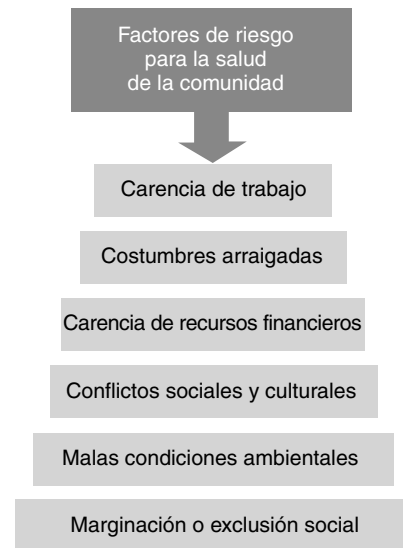 Factores de riesgo
para la salud
de la comunidad
Carencia de trabajo
Costumbres arraigadas
Carencia de recursos financieros
Conflictos sociales y culturales
Malas condiciones ambientales
Marginación o exclusión social